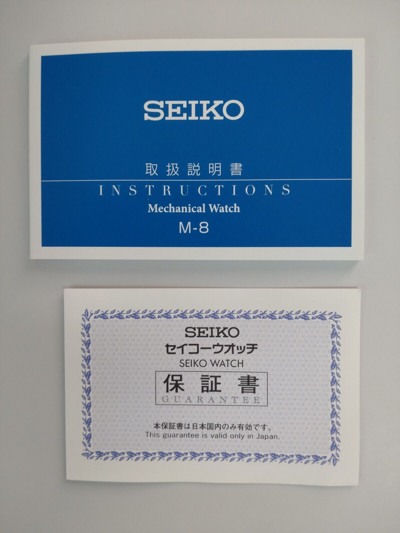 SEIKO
取扱説明書
INSTRUCTIONS
Mechanical Watch
M-8
SEIKO
セイコーウオッチ
SEIKO WATCH
保証書
GUARANTEE
本保証書は日本国内のみ有効です。
This guarantee is valid only in Japan.